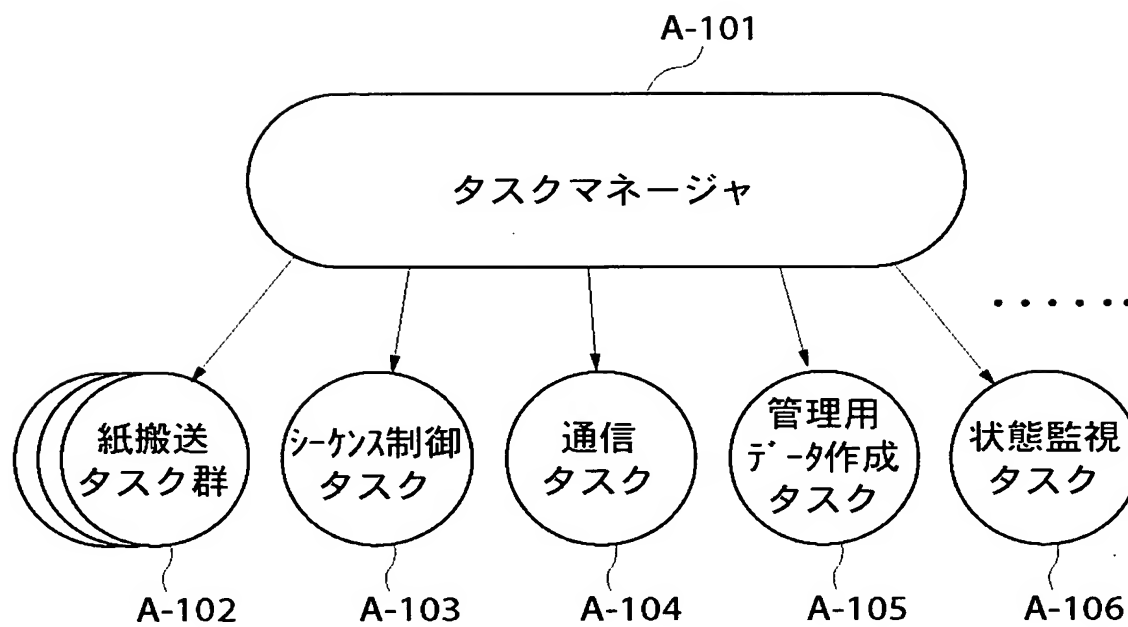 A-101
タスクマネージャ
・・・・・・
紙搬送
タスク群
シーケンス制御
タスク
通信
タスク
管理用
データ作成
タスク
状態監視
タスク
A-102
A-103
A-104
A-105
A-106